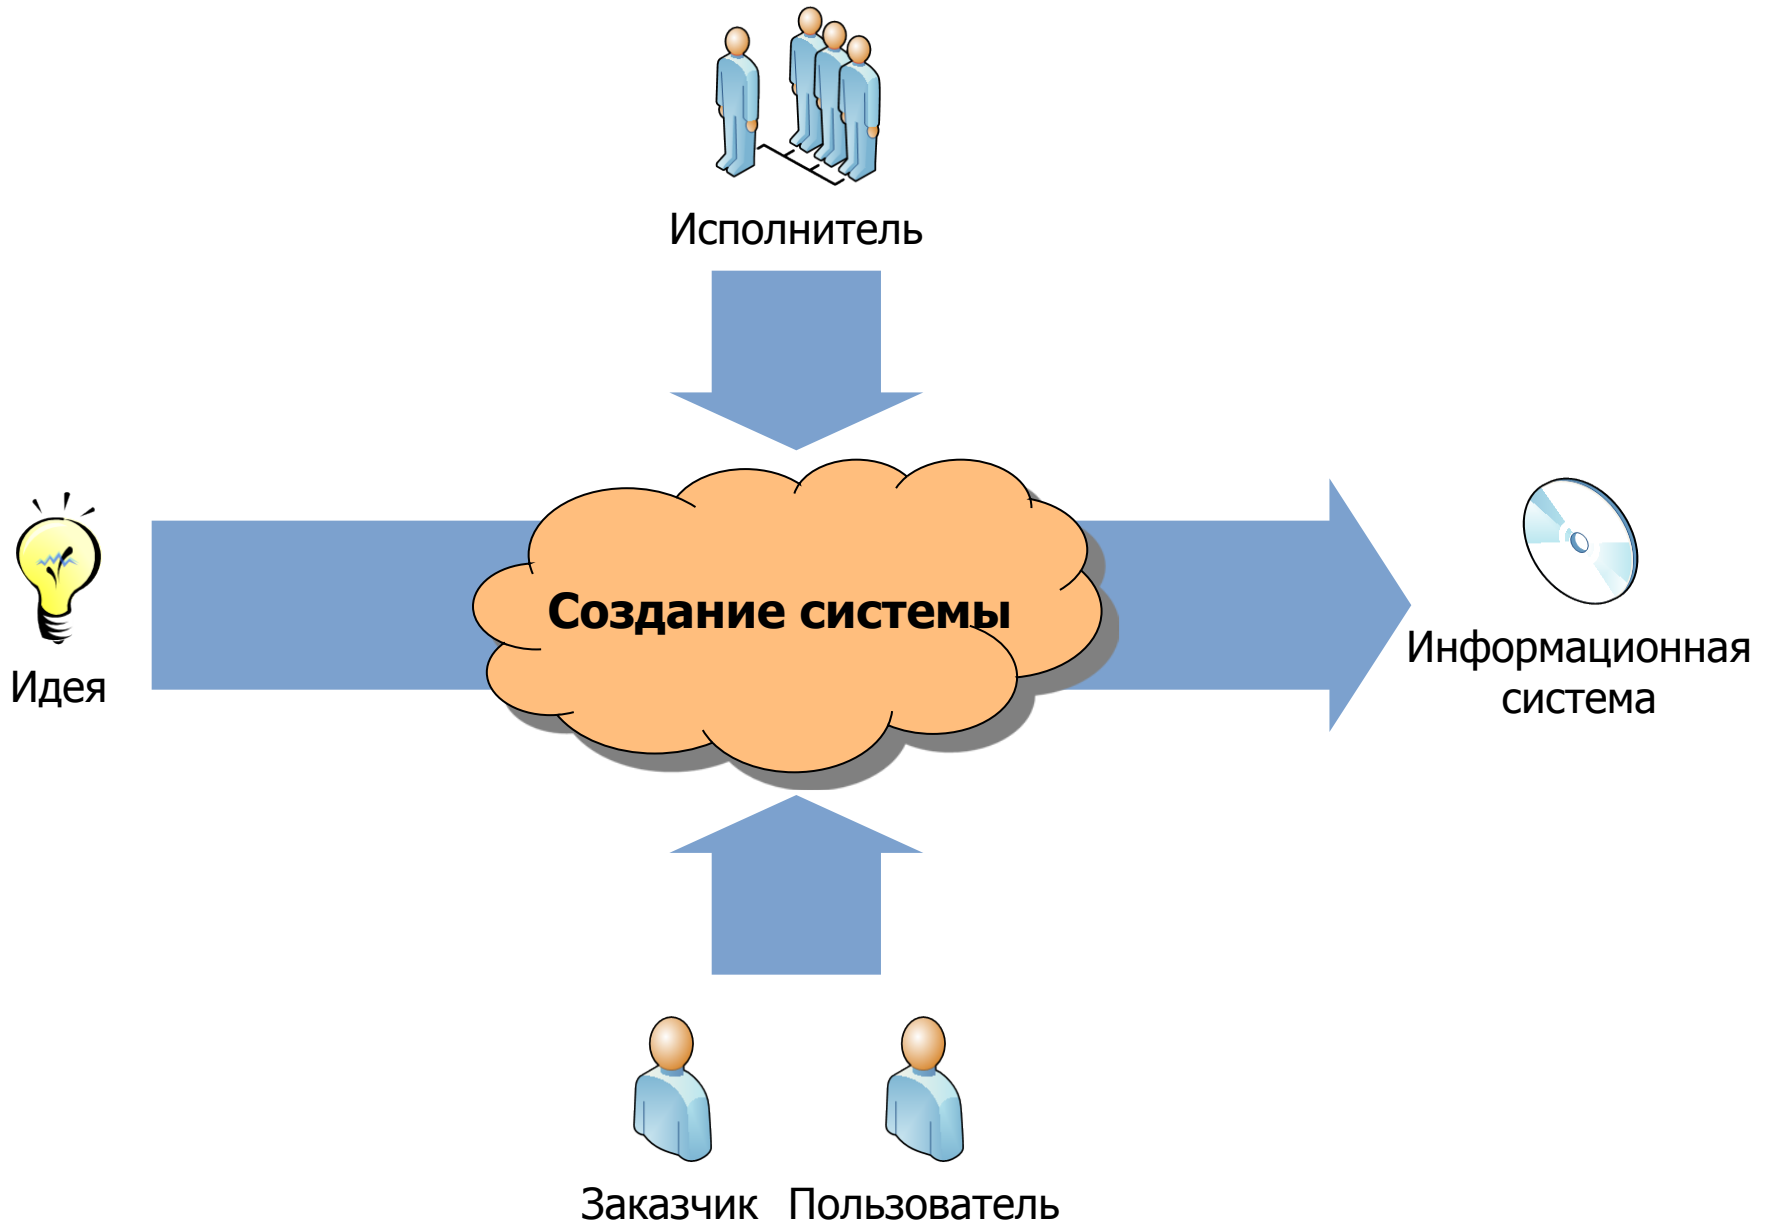 Исполнитель
Создание системы
Идея
Информационная
система
Заказчик Пользователь